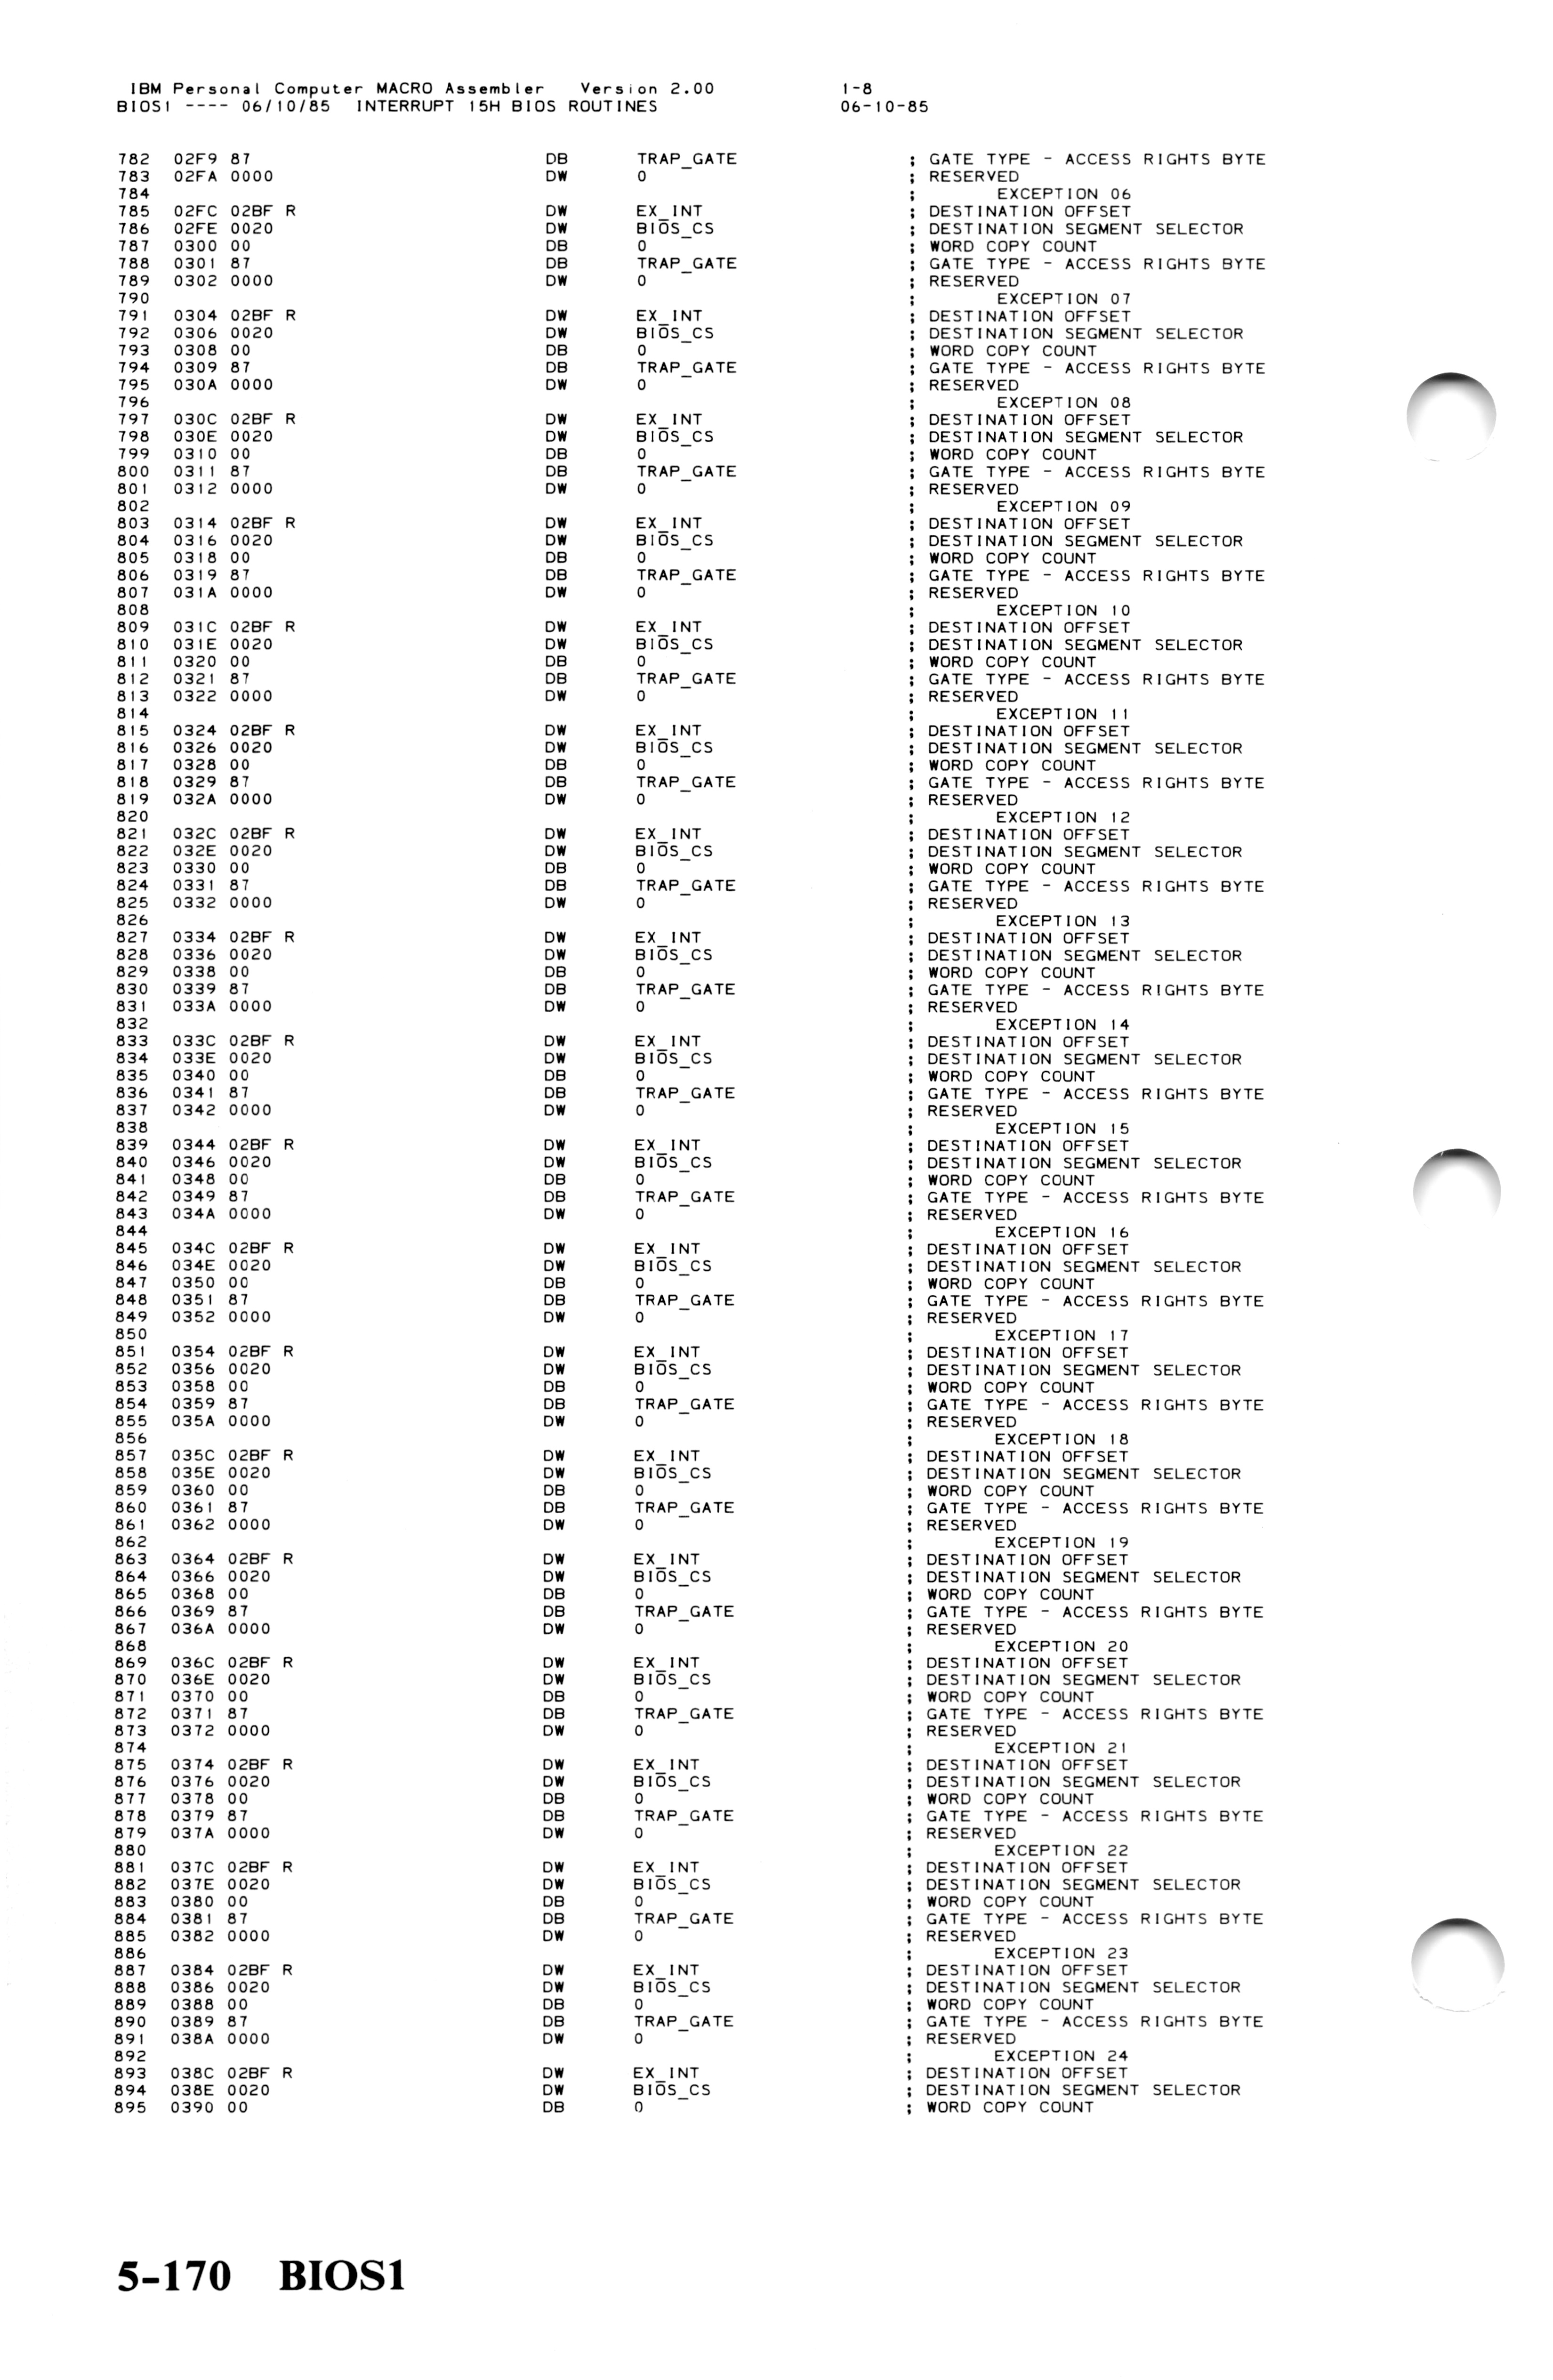 IBM Personal Computer MACRO Assembler   Version 2.00             1-8
BIOS1 ---- 06/10/85  INTERRUPT 15H BIOS ROUTINES                 06-10-85
782  02F9 87  DB  TRAP_GATE  ; GATE TYPE - ACCESS RIGHTS BYTE
783  02FA 0000  DW  0  ; RESERVED
784  ;  EXCEPTION 06
785  02FC 02BF R  DW  EX_INT  ; DESTINATION OFFSET
786  02FE 0020  DW  BIOS_CS  ; DESTINATION SEGMENT SELECTOR
787  0300 00  DB  0  ; WORD COPY COUNT
788  0301 87  DB  TRAP_GATE  ; GATE TYPE - ACCESS RIGHTS BYTE
789  0302 0000  DW  0  ; RESERVED
790  ;  EXCEPTION 07
791  0304 02BF R  DW  EX_INT  ; DESTINATION OFFSET
792  0306 0020  DW  BIOS_CS  ; DESTINATION SEGMENT SELECTOR
793  0308 00  DB  0  ; WORD COPY COUNT
794  0309 87  DB  TRAP_GATE  ; GATE TYPE - ACCESS RIGHTS BYTE
795  030A 0000  DW  0  ; RESERVED
796  ;  EXCEPTION 08
797  030C 02BF R  DW  EX_INT  ; DESTINATION OFFSET
798  030E 0020  DW  BIOS_CS  ; DESTINATION SEGMENT SELECTOR
799  0310 00  DB  0  ; WORD COPY COUNT
800  0311 87  DB  TRAP_GATE  ; GATE TYPE - ACCESS RIGHTS BYTE
801  0312 0000  DW  0  ; RESERVED
802  ;  EXCEPTION 09
803  0314 02BF R  DW  EX_INT  ; DESTINATION OFFSET
804  0316 0020  DW  BIOS_CS  ; DESTINATION SEGMENT SELECTOR
805  0318 00  DB  0  ; WORD COPY COUNT
806  0319 87  DB  TRAP_GATE  ; GATE TYPE - ACCESS RIGHTS BYTE
807  031A 0000  DW  0  ; RESERVED
808  ;  EXCEPTION 10
809  031C 02BF R  DW  EX_INT  ; DESTINATION OFFSET
810  031E 0020  DW  BIOS_CS  ; DESTINATION SEGMENT SELECTOR
811  0320 00  DB  0  ; WORD COPY COUNT
812  0321 87  DB  TRAP_GATE  ; GATE TYPE - ACCESS RIGHTS BYTE
813  0322 0000  DW  0  ; RESERVED
814  ;  EXCEPTION 11
815  0324 02BF R  DW  EX_INT  ; DESTINATION OFFSET
816  0326 0020  DW  BIOS_CS  ; DESTINATION SEGMENT SELECTOR
817  0328 00  DB  0  ; WORD COPY COUNT
818  0329 87  DB  TRAP_GATE  ; GATE TYPE - ACCESS RIGHTS BYTE
819  032A 0000  DW  0  ; RESERVED
820  ;  EXCEPTION 12
821  032C 02BF R  DW  EX_INT  ; DESTINATION OFFSET
822  032E 0020  DW  BIOS_CS  ; DESTINATION SEGMENT SELECTOR
823  0330 00  DB  0  ; WORD COPY COUNT
824  0331 87  DB  TRAP_GATE  ; GATE TYPE - ACCESS RIGHTS BYTE
825  0332 0000  DW  0  ; RESERVED
826  ;  EXCEPTION 13
827  0334 02BF R  DW  EX_INT  ; DESTINATION OFFSET
828  0336 0020  DW  BIOS_CS  ; DESTINATION SEGMENT SELECTOR
829  0338 00  DB  0  ; WORD COPY COUNT
830  0339 87  DB  TRAP_GATE  ; GATE TYPE - ACCESS RIGHTS BYTE
831  033A 0000  DW  0  ; RESERVED
832  ;  EXCEPTION 14
833  033C 02BF R  DW  EX_INT  ; DESTINATION OFFSET
834  033E 0020  DW  BIOS_CS  ; DESTINATION SEGMENT SELECTOR
835  0340 00  DB  0  ; WORD COPY COUNT
836  0341 87  DB  TRAP_GATE  ; GATE TYPE - ACCESS RIGHTS BYTE
837  0342 0000  DW  0  ; RESERVED
838  ;  EXCEPTION 15
839  0344 02BF R  DW  EX_INT  ; DESTINATION OFFSET
840  0346 0020  DW  BIOS_CS  ; DESTINATION SEGMENT SELECTOR
841  0348 00  DB  0  ; WORD COPY COUNT
842  0349 87  DB  TRAP_GATE  ; GATE TYPE - ACCESS RIGHTS BYTE
843  034A 0000  DW  0  ; RESERVED
844  ;  EXCEPTION 16
845  034C 02BF R  DW  EX_INT  ; DESTINATION OFFSET
846  034E 0020  DW  BIOS_CS  ; DESTINATION SEGMENT SELECTOR
847  0350 00  DB  0  ; WORD COPY COUNT
848  0351 87  DB  TRAP_GATE  ; GATE TYPE - ACCESS RIGHTS BYTE
849  0352 0000  DW  0  ; RESERVED
850  ;  EXCEPTION 17
851  0354 02BF R  DW  EX_INT  ; DESTINATION OFFSET
852  0356 0020  DW  BIOS_CS  ; DESTINATION SEGMENT SELECTOR
853  0358 00  DB  0  ; WORD COPY COUNT
854  0359 87  DB  TRAP_GATE  ; GATE TYPE - ACCESS RIGHTS BYTE
855  035A 0000  DW  0  ; RESERVED
856  ;  EXCEPTION 18
857  035C 02BF R  DW  EX_INT  ; DESTINATION OFFSET
858  035E 0020  DW  BIOS_CS  ; DESTINATION SEGMENT SELECTOR
859  0360 00  DB  0  ; WORD COPY COUNT
860  0361 87  DB  TRAP_GATE  ; GATE TYPE - ACCESS RIGHTS BYTE
861  0362 0000  DW  0  ; RESERVED
862  ;  EXCEPTION 19
863  0364 02BF R  DW  EX_INT  ; DESTINATION OFFSET
864  0366 0020  DW  BIOS_CS  ; DESTINATION SEGMENT SELECTOR
865  0368 00  DB  0  ; WORD COPY COUNT
866  0369 87  DB  TRAP_GATE  ; GATE TYPE - ACCESS RIGHTS BYTE
867  036A 0000  DW  0  ; RESERVED
868  ;  EXCEPTION 20
869  036C 02BF R  DW  EX_INT  ; DESTINATION OFFSET
870  036E 0020  DW  BIOS_CS  ; DESTINATION SEGMENT SELECTOR
871  0370 00  DB  0  ; WORD COPY COUNT
872  0371 87  DB  TRAP_GATE  ; GATE TYPE - ACCESS RIGHTS BYTE
873  0372 0000  DW  0  ; RESERVED
874  ;  EXCEPTION 21
875  0374 02BF R  DW  EX_INT  ; DESTINATION OFFSET
876  0376 0020  DW  BIOS_CS  ; DESTINATION SEGMENT SELECTOR
877  0378 00  DB  0  ; WORD COPY COUNT
878  0379 87  DB  TRAP_GATE  ; GATE TYPE - ACCESS RIGHTS BYTE
879  037A 0000  DW  0  ; RESERVED
880  ;  EXCEPTION 22
881  037C 02BF R  DW  EX_INT  ; DESTINATION OFFSET
882  037E 0020  DW  BIOS_CS  ; DESTINATION SEGMENT SELECTOR
883  0380 00  DB  0  ; WORD COPY COUNT
884  0381 87  DB  TRAP_GATE  ; GATE TYPE - ACCESS RIGHTS BYTE
885  0382 0000  DW  0  ; RESERVED
886  ;  EXCEPTION 23
887  0384 02BF R  DW  EX_INT  ; DESTINATION OFFSET
888  0386 0020  DW  BIOS_CS  ; DESTINATION SEGMENT SELECTOR
889  0388 00  DB  0  ; WORD COPY COUNT
890  0389 87  DB  TRAP_GATE  ; GATE TYPE - ACCESS RIGHTS BYTE
891  038A 0000  DW  0  ; RESERVED
892  ;  EXCEPTION 24
893  038C 02BF R  DW  EX_INT  ; DESTINATION OFFSET
894  038E 0020  DW  BIOS_CS  ; DESTINATION SEGMENT SELECTOR
895  0390 00  DB  0  ; WORD COPY COUNT
5-170   BIOS1